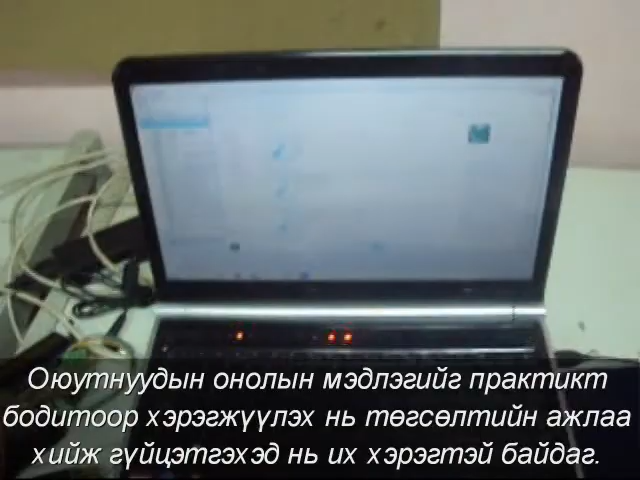 Оюутнуудын онолын мэдлэгийг практикт
бодитоор хэрэгжүүлэх нь төгсөлтийн ажлаа
хийж гүйцэтгэхэд нь их хэрэгтэй байдаг.